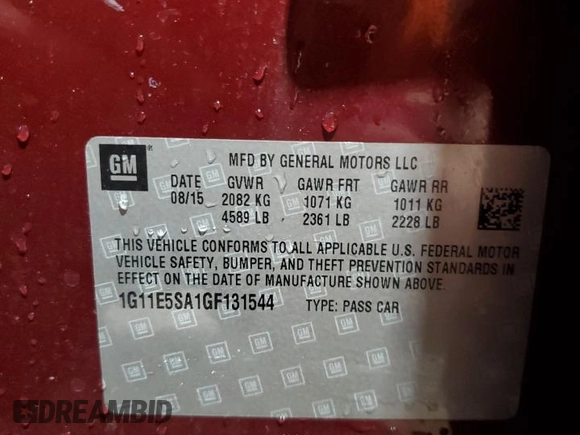 GM
MFD BY GENERAL MOTORS LLC
DATE GVWR GAWR FRT GAWR RR
08/15 2082 KG 1071 KG 1011 KG
4589 LB 2361 LB 2228 LB
THIS VEHICLE CONFORMS TO ALL APPLICABLE U.S. FEDERAL MOTOR
VEHICLE SAFETY, BUMPER, AND THEFT PREVENTION STANDARDS IN
EFFECT ON THE DATE OF MANUFACTURE SHOWN ABOVE.
1G11E5SA1GF131544 TYPE: PASS CAR
DREAMBID